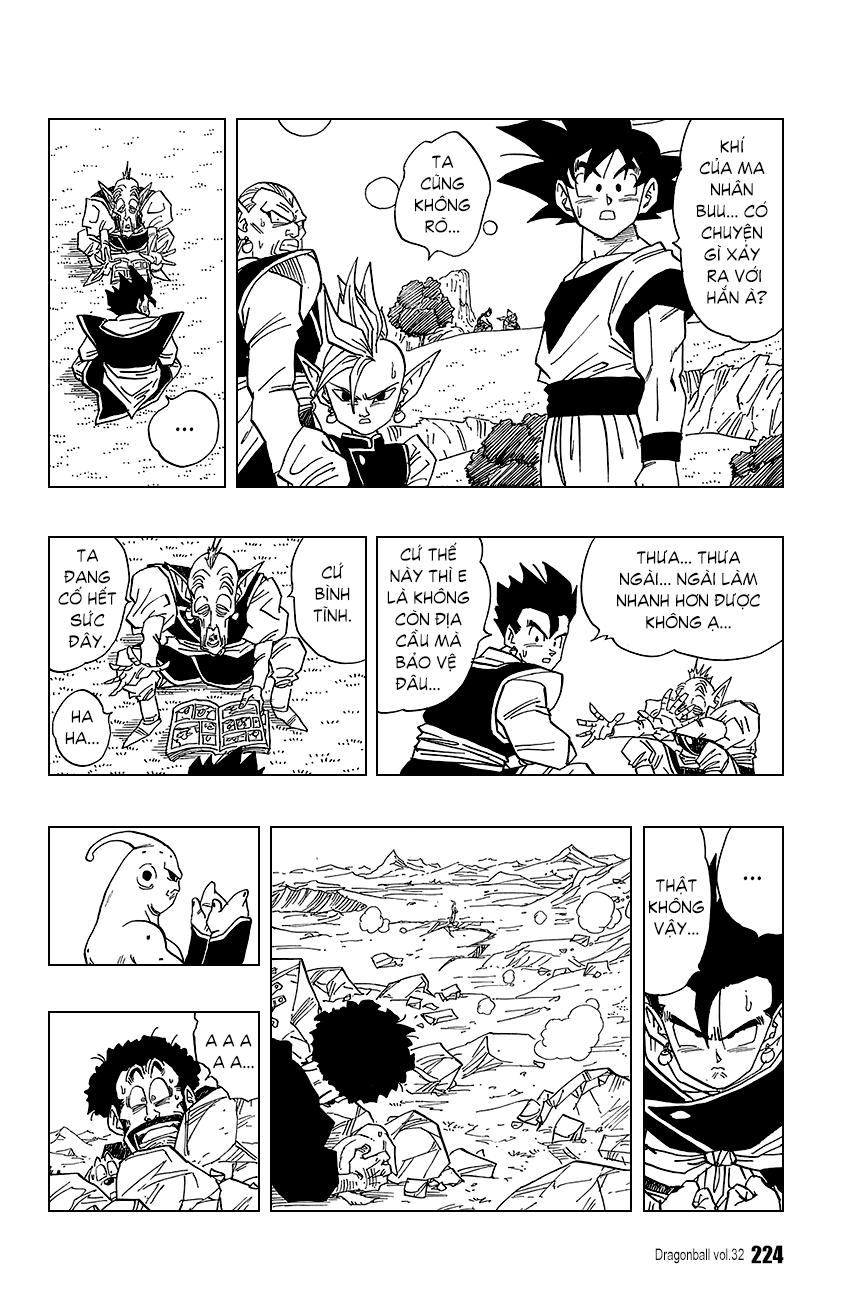 KHÍ
CỦA MA
NHÂN
BUU... CÓ
CHUYỆN
GÌ XẢY
RA VỚI
HẮN À?
TA
CŨNG
KHÔNG
RÕ...
...
THƯA... THƯA
NGÀI... NGÀI LÀM
NHANH HƠN ĐƯỢC
KHÔNG Ạ...
CỨ THẾ
NÀY THÌ E
LÀ KHÔNG
CÒN ĐỊA
CẦU MÀ
BẢO VỆ
ĐÂU...
CỨ
BÌNH
TĨNH.
TA
ĐANG
CỐ HẾT
SỨC
ĐÂY.
HA
HA...
...
THẬT
KHÔNG
VẬY...
A A A
A A...
Dragonball vol.32 224